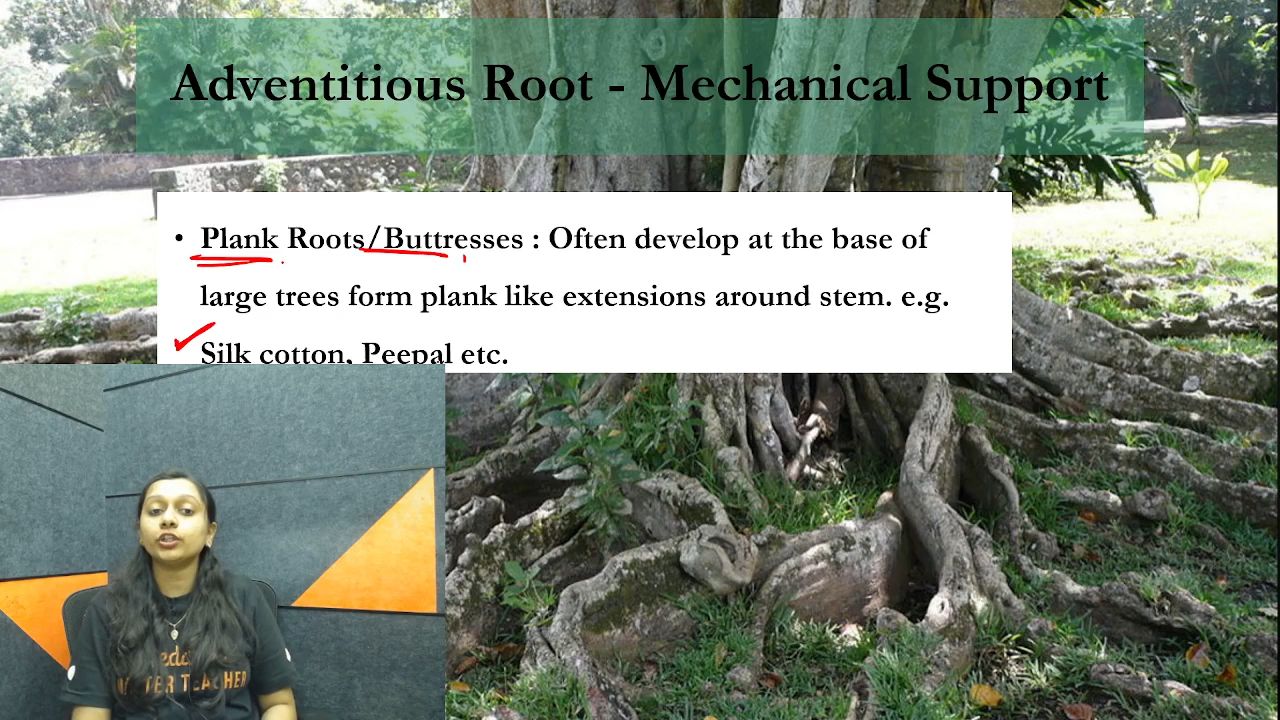 Adventitious Root - Mechanical Support
• Plank Roots/Buttresses : Often develop at the base of
large trees form plank like extensions around stem. e.g.
Silk cotton, Peepal etc.
TEACHER